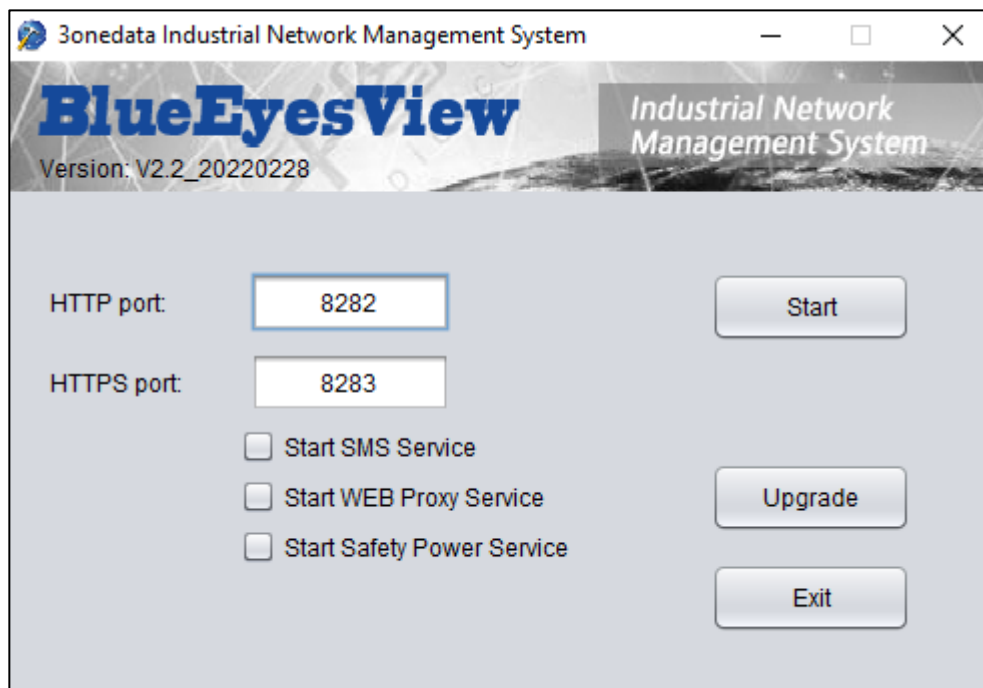 3onedata Industrial Network Management System
BlueEyesView
Industrial Network
Management System
Version: V2.2_20220228
HTTP port: 8282 Start
HTTPS port: 8283
Start SMS Service
Start WEB Proxy Service Upgrade
Start Safety Power Service
Exit